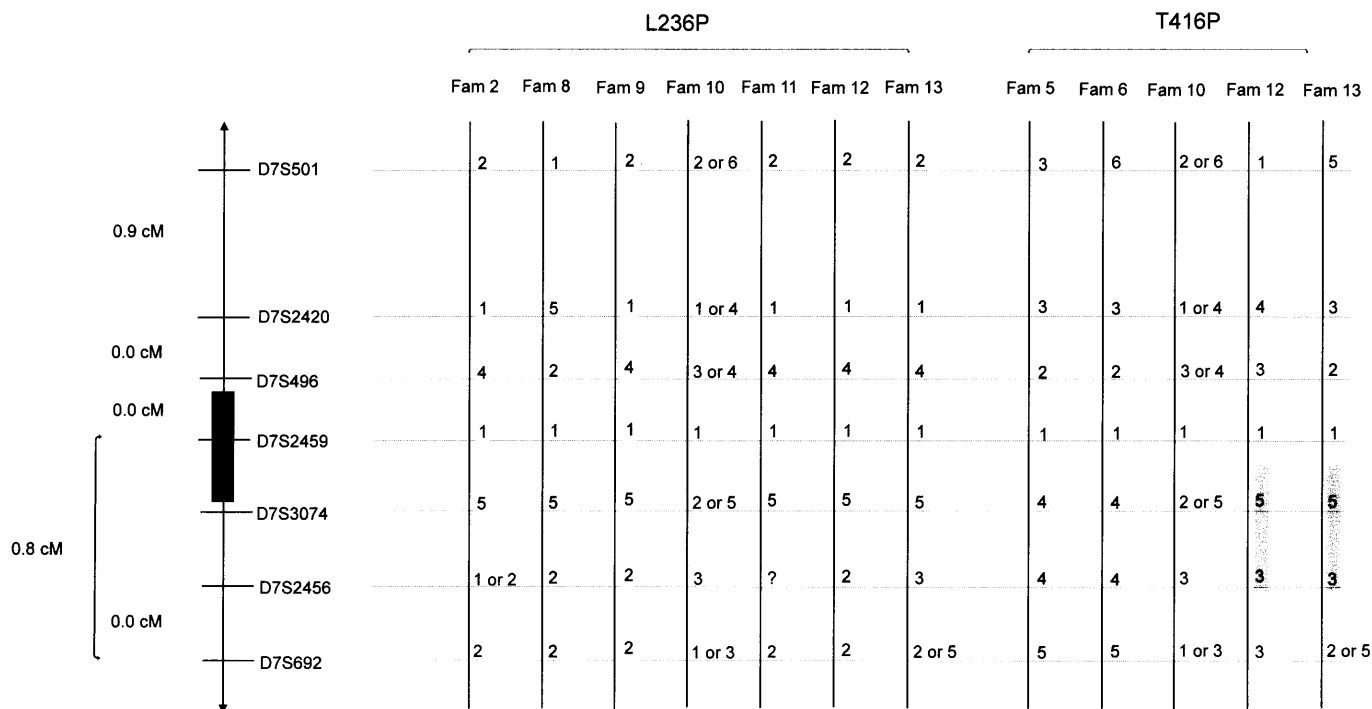 L236P T416P
Fam 2 Fam 8 Fam 9 Fam 10 Fam 11 Fam 12 Fam 13 Fam 5 Fam 6 Fam 10 Fam 12 Fam 13
D7S501 2 1 2 2 or 6 2 2 2 3 6 2 or 6 1 5
0.9 cM
D7S2420 1 5 1 1 or 4 1 1 1 3 3 1 or 4 4 3
0.0 cM
D7S496 4 2 4 3 or 4 4 4 4 2 2 3 or 4 3 2
0.0 cM
D7S2459 1 1 1 1 1 1 1 1 1 1 1 1
D7S3074 5 5 5 2 or 5 5 5 5 4 4 2 or 5 5 5
0.8 cM
D7S2456 1 or 2 2 2 3 ? 2 3 4 4 3 3 3
0.0 cM
D7S692 2 2 2 1 or 3 2 2 2 or 5 5 5 1 or 3 3 2 or 5